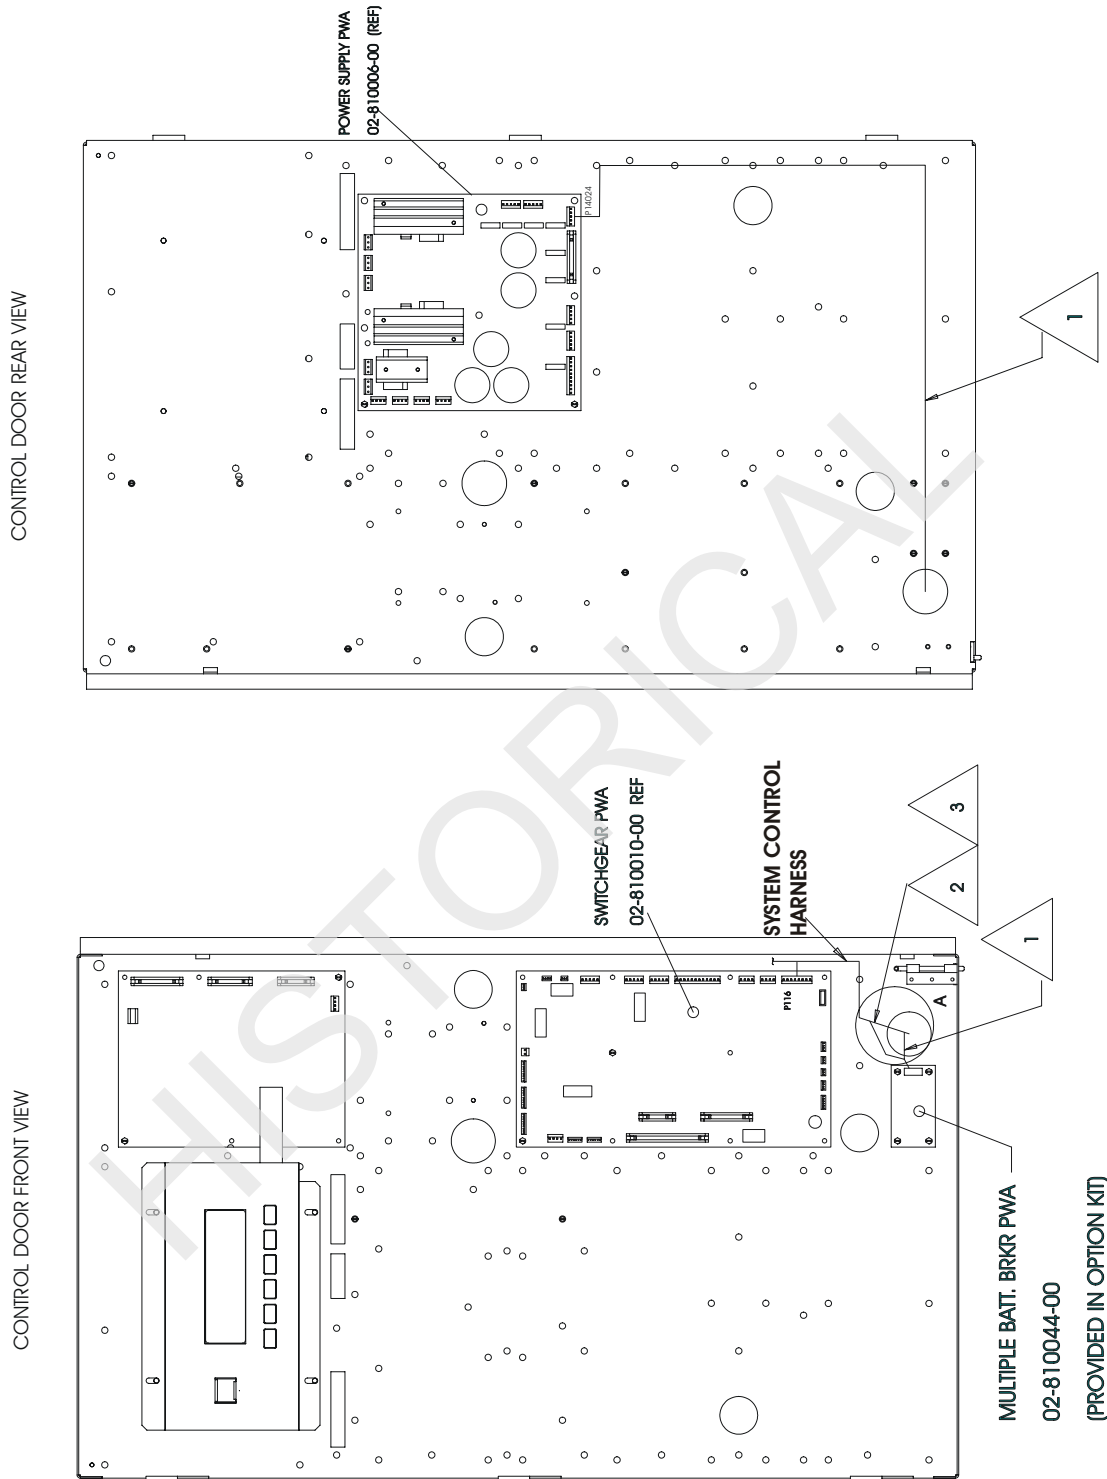 CONTROL DOOR REAR VIEW
POWER SUPPLY PWA
02-810006-00 (REF)
P14024
1
CONTROL DOOR FRONT VIEW
SWITCHGEAR PWA
02-810010-00 REF
SYSTEM CONTROL
HARNESS
3
2
1
P116
A
MULTIPLE BATT. BRKR PWA
02-810044-00
(PROVIDED IN OPTION KIT)
HISTORICAL